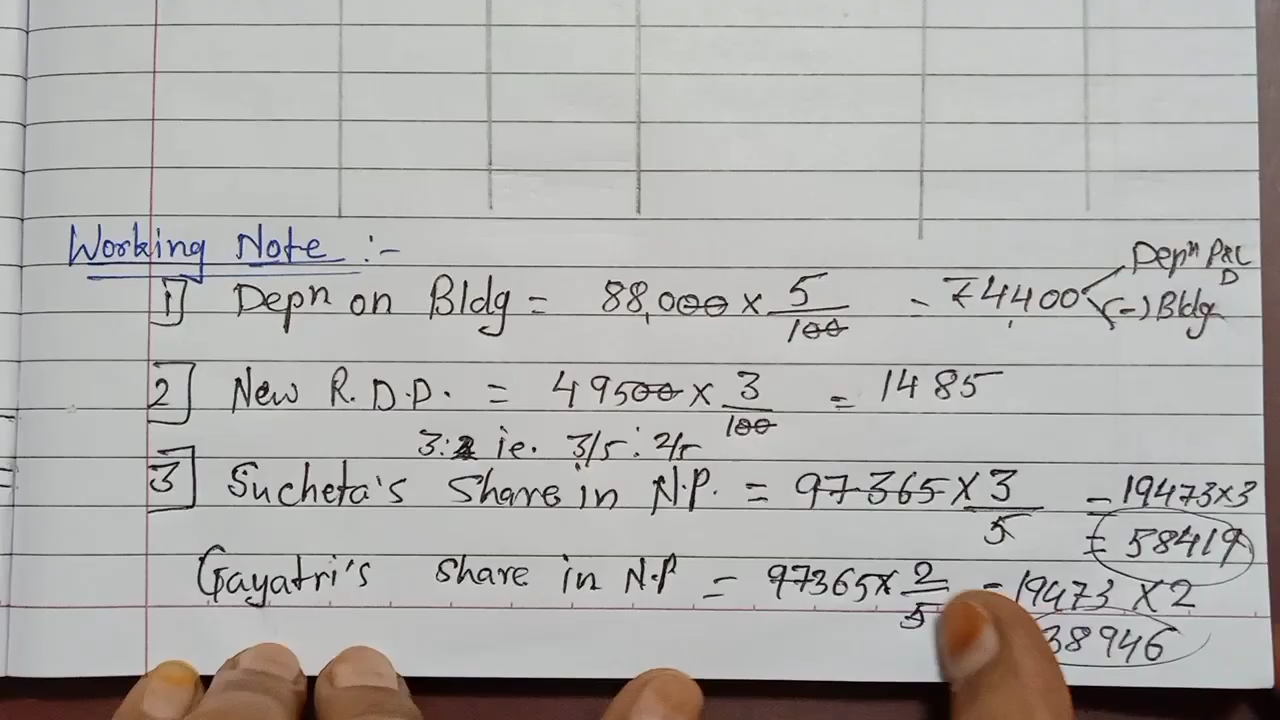 Working Note :-
Depn P&L
D
1] Depn on Bldg = 88,000 x 5/100 = ₹4400 (-) Bldg
2] New R.D.D. = 49500 x 3/100 = 1485
3:2 ie. 3/5 : 2/5
3] Sucheta's Share in N.P. = 97365 x 3/5 = 19473x3
= 58419
Gayatri's share in N.P = 97365 x 2/5 = 19473 x 2
38946